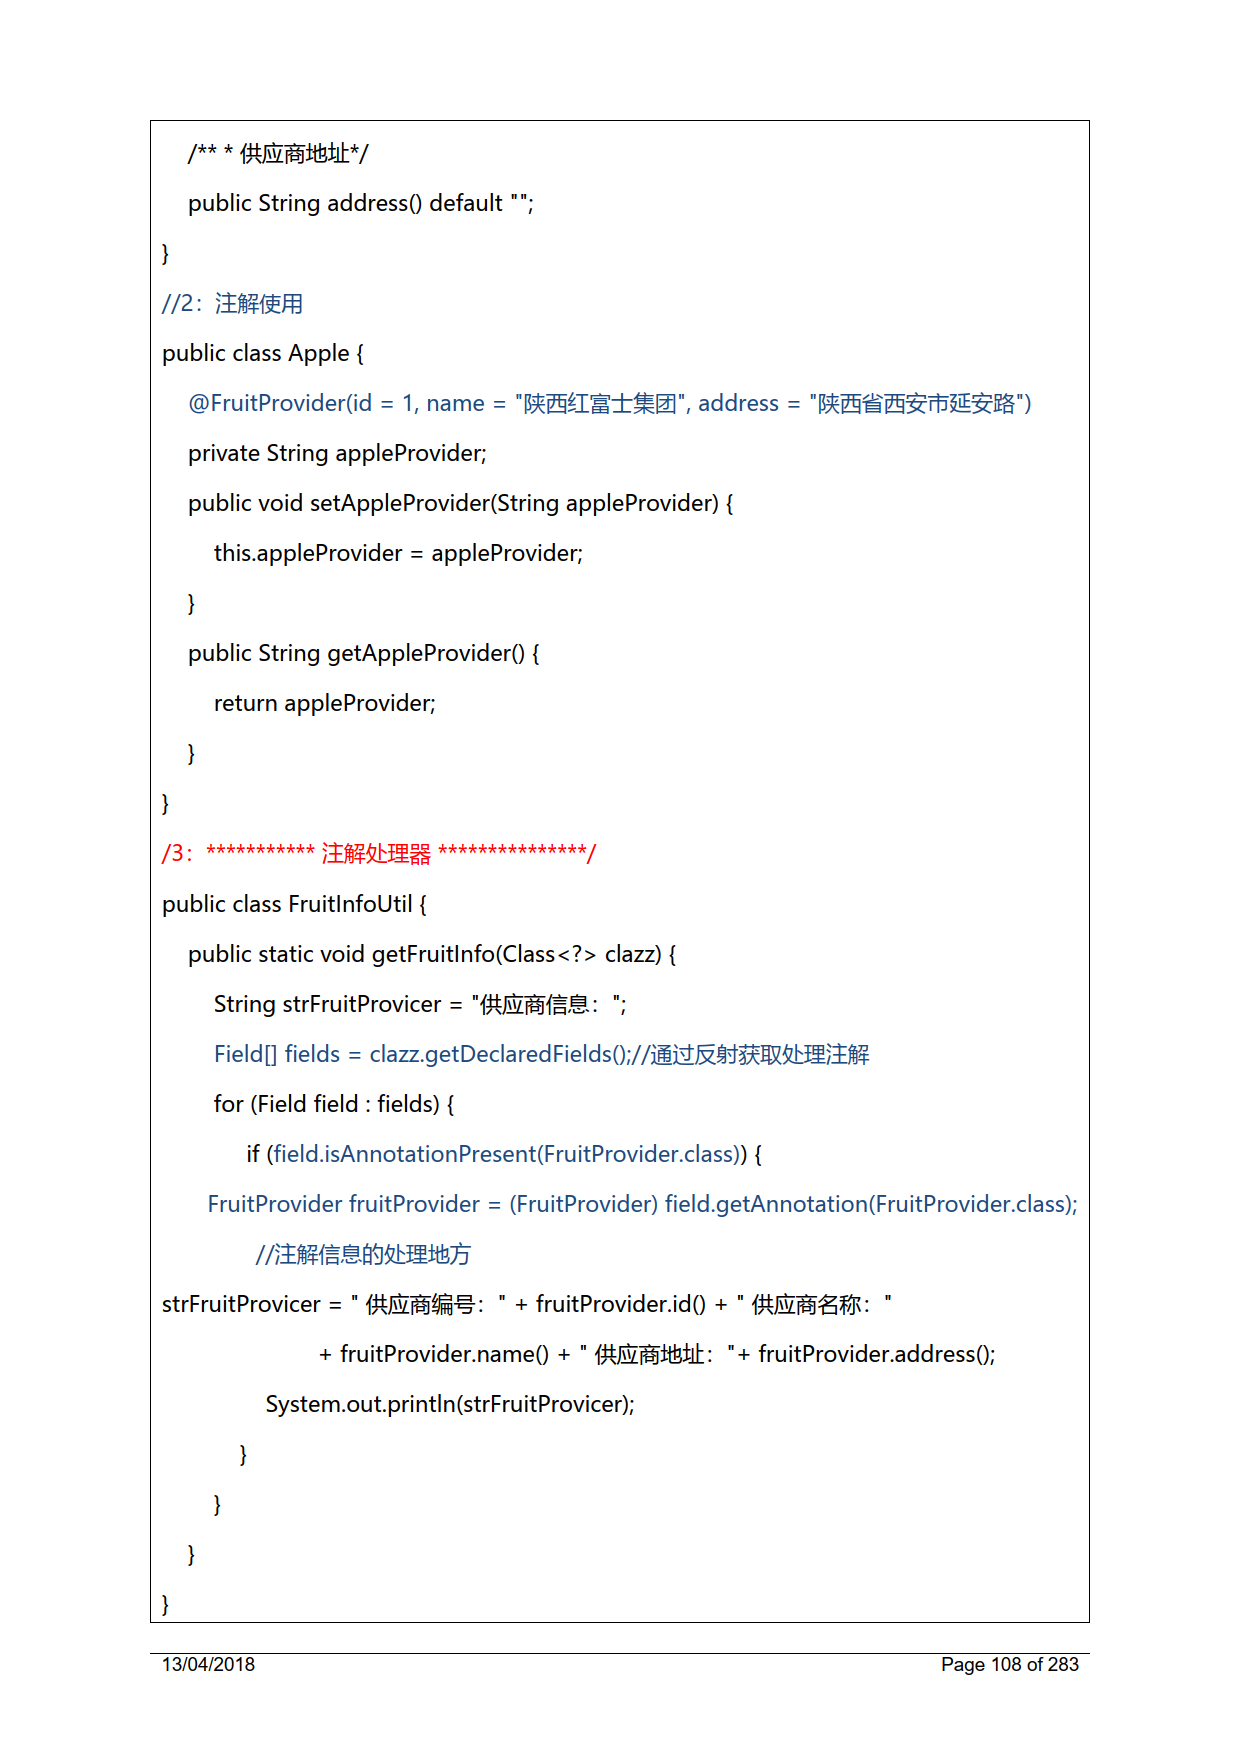 /** * 供应商地址*/
public String address() default "";
}
//2：注解使用
public class Apple {
@FruitProvider(id = 1, name = "陕西红富士集团", address = "陕西省西安市延安路")
private String appleProvider;
public void setAppleProvider(String appleProvider) {
this.appleProvider = appleProvider;
}
public String getAppleProvider() {
return appleProvider;
}
}
/3：*********** 注解处理器 ***************/
public class FruitInfoUtil {
public static void getFruitInfo(Class<?> clazz) {
String strFruitProvicer = "供应商信息：";
Field[] fields = clazz.getDeclaredFields();//通过反射获取处理注解
for (Field field : fields) {
if (field.isAnnotationPresent(FruitProvider.class)) {
FruitProvider fruitProvider = (FruitProvider) field.getAnnotation(FruitProvider.class);
//注解信息的处理地方
strFruitProvicer = " 供应商编号：" + fruitProvider.id() + " 供应商名称："
+ fruitProvider.name() + " 供应商地址："+ fruitProvider.address();
System.out.println(strFruitProvicer);
}
}
}
}
13/04/2018 Page 108 of 283